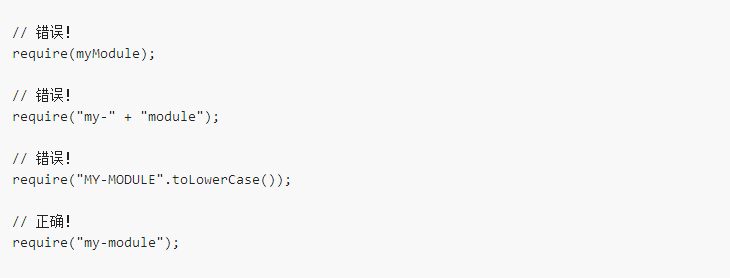 // 错误!
require(myModule);
// 错误!
require("my-" + "module");
// 错误!
require("MY-MODULE".toLowerCase());
// 正确!
require("my-module");